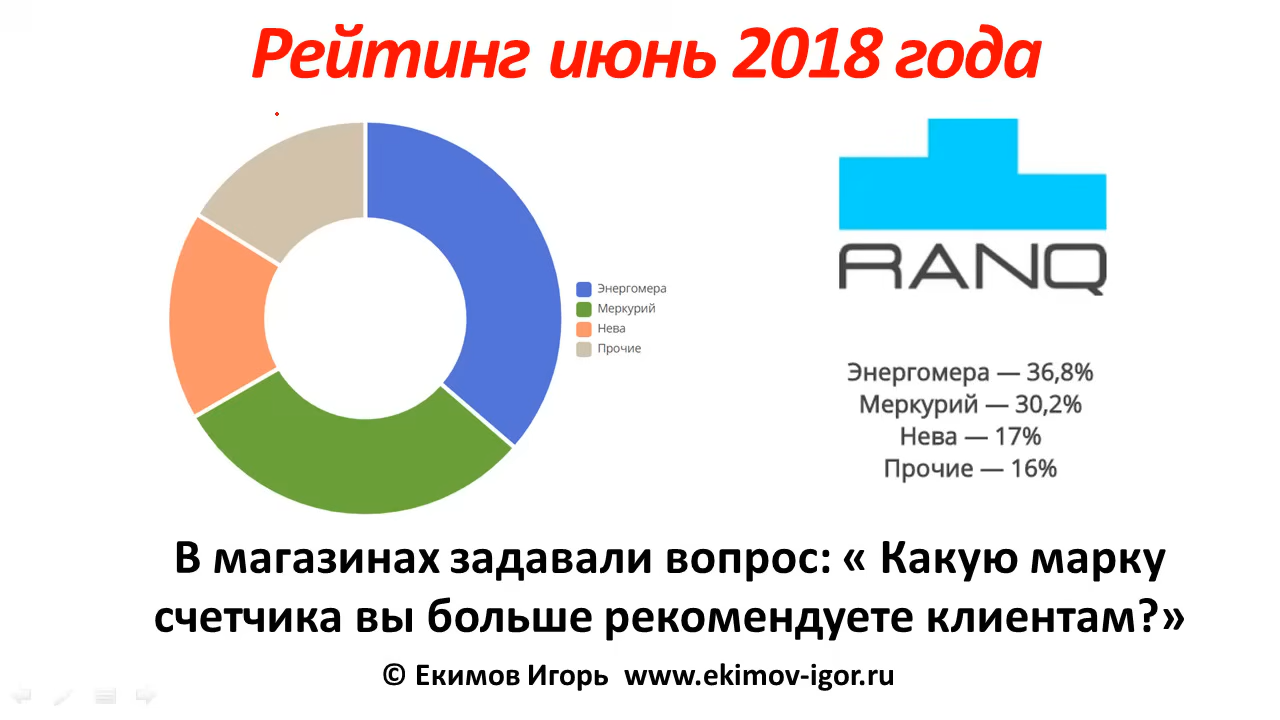 Рейтинг июнь 2018 года
Энергомера
Меркурий
Нева
Прочие
RANQ
Энергомера — 36,8%
Меркурий — 30,2%
Нева — 17%
Прочие — 16%
В магазинах задавали вопрос: « Какую марку
счетчика вы больше рекомендуете клиентам?»
© Екимов Игорь www.ekimov-igor.ru